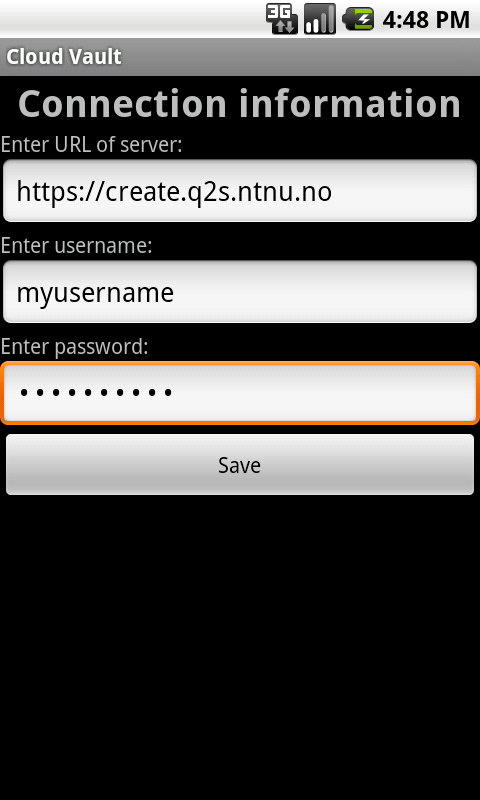 3G 4:48 PM
Cloud Vault
Connection information
Enter URL of server:
https://create.q2s.ntnu.no
Enter username:
myusername
Enter password:
••••••••••
Save